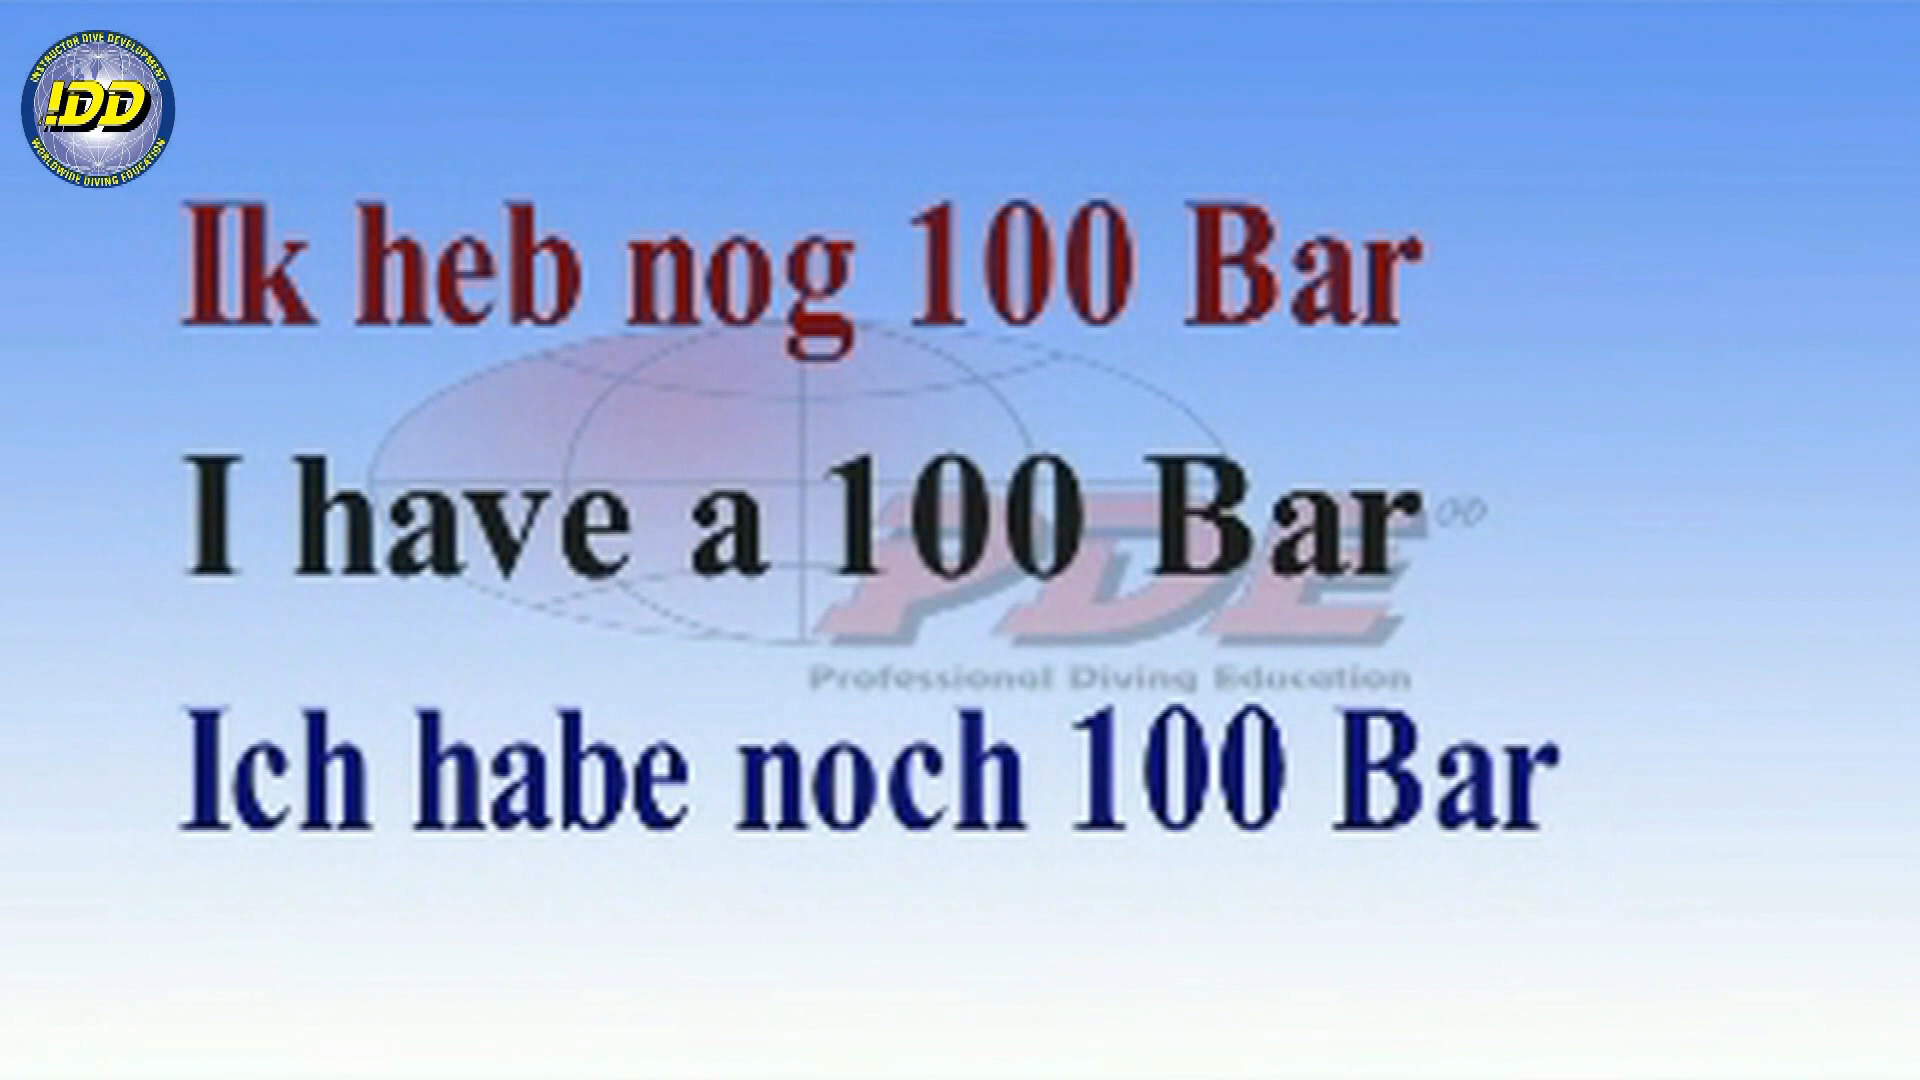 INSTRUCTOR DIVE DEVELOPMENT
!DD
WORLDWIDE DIVING EDUCATION
Ik heb nog 100 Bar
I have a 100 Bar
PDE
Professional Diving Education
Ich habe noch 100 Bar